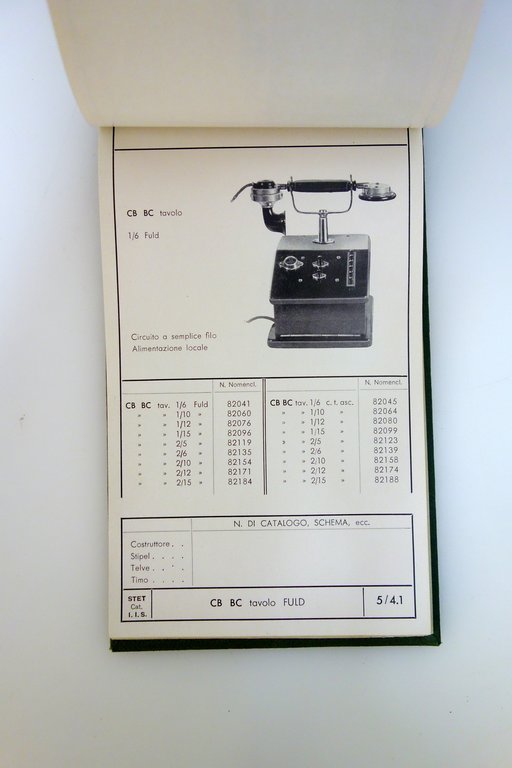 CB BC tavolo
1/6 Fuld
Circuito a semplice filo
Alimentazione locale
N. Nomencl.
CB BC tav. 1/6 Fuld 82041
» » 1/10 » 82060
» » 1/12 » 82076
» » 1/15 » 82096
» » 2/5 » 82119
» » 2/6 » 82135
» » 2/10 » 82154
» » 2/12 » 82171
» » 2/15 » 82184
N. Nomencl.
CB BC tav. 1/6 c. t. asc. 82045
» » 1/10 » 82064
» » 1/12 » 82080
» » 1/15 » 82099
» » 2/5 » 82123
» » 2/6 » 82139
» » 2/10 » 82158
» » 2/12 » 82174
» » 2/15 » 82188
N. DI CATALOGO, SCHEMA, ecc.
Costruttore. .
Stipel. . . .
Telve. . . .
Timo . . . .
STET
Cat.
I. I. S.
CB BC tavolo FULD
5/4.1